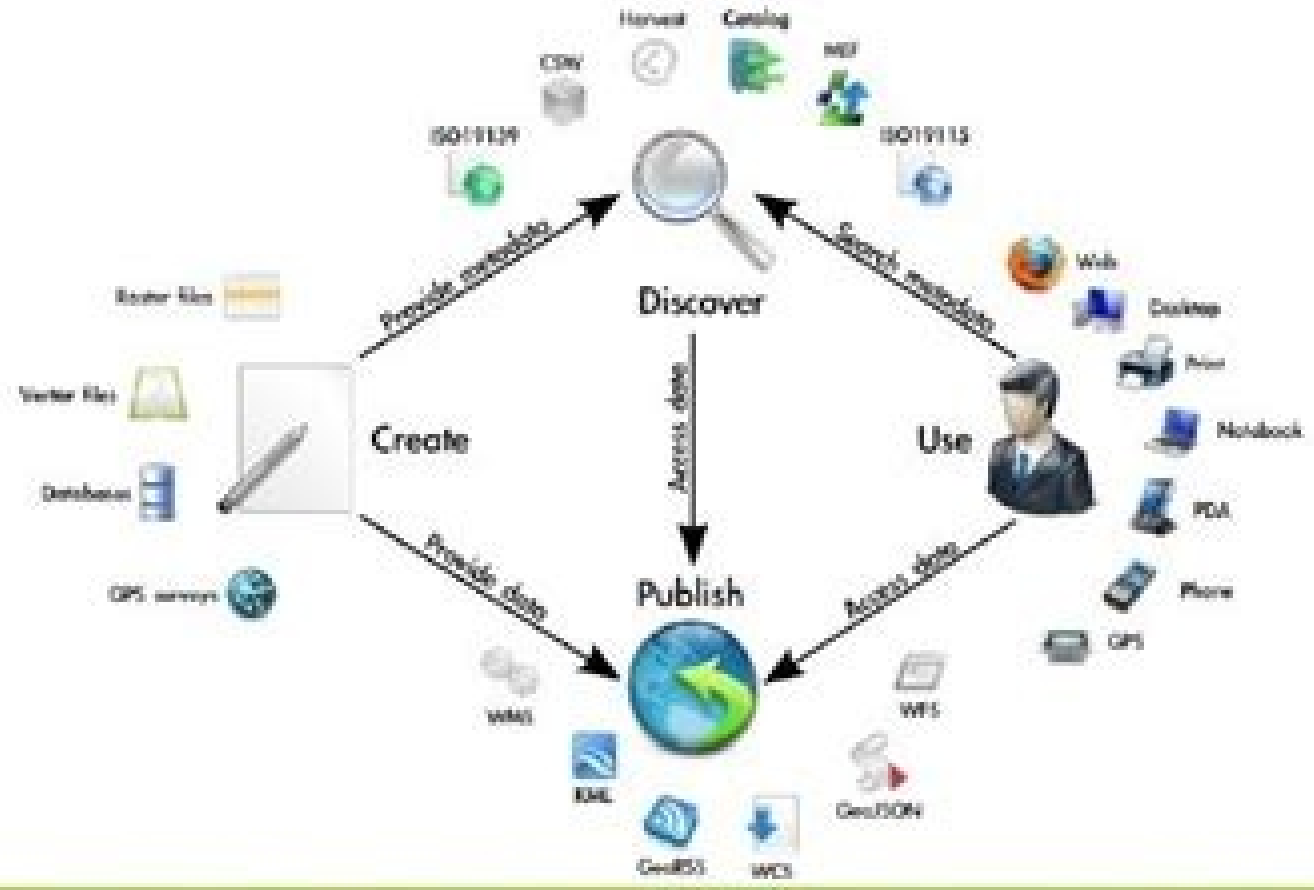 Harvest
Catalog
CSW
MEF
ISO19139
ISO19115
Provide metadata
Search metadata
Web
Raster files
Discover
Desktop
Print
Vector files
Access data
Create
Use
Notebook
Databases
PDA
Provide data
Access data
GPS surveys
Publish
Phone
GPS
WMS
WFS
KML
GeoJSON
GeoRSS
WCS